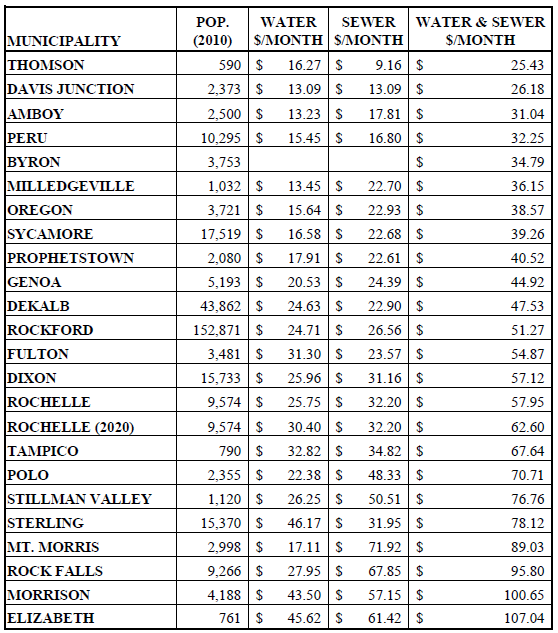 MUNICIPALITY POP. (2010) WATER $/MONTH SEWER $/MONTH WATER & SEWER $/MONTH
THOMSON 590 $ 16.27 $ 9.16 $ 25.43
DAVIS JUNCTION 2,373 $ 13.09 $ 13.09 $ 26.18
AMBOY 2,500 $ 13.23 $ 17.81 $ 31.04
PERU 10,295 $ 15.45 $ 16.80 $ 32.25
BYRON 3,753 $ 34.79
MILLEDGEVILLE 1,032 $ 13.45 $ 22.70 $ 36.15
OREGON 3,721 $ 15.64 $ 22.93 $ 38.57
SYCAMORE 17,519 $ 16.58 $ 22.68 $ 39.26
PROPHETSTOWN 2,080 $ 17.91 $ 22.61 $ 40.52
GENOA 5,193 $ 20.53 $ 24.39 $ 44.92
DEKALB 43,862 $ 24.63 $ 22.90 $ 47.53
ROCKFORD 152,871 $ 24.71 $ 26.56 $ 51.27
FULTON 3,481 $ 31.30 $ 23.57 $ 54.87
DIXON 15,733 $ 25.96 $ 31.16 $ 57.12
ROCHELLE 9,574 $ 25.75 $ 32.20 $ 57.95
ROCHELLE (2020) 9,574 $ 30.40 $ 32.20 $ 62.60
TAMPICO 790 $ 32.82 $ 34.82 $ 67.64
POLO 2,355 $ 22.38 $ 48.33 $ 70.71
STILLMAN VALLEY 1,120 $ 26.25 $ 50.51 $ 76.76
STERLING 15,370 $ 46.17 $ 31.95 $ 78.12
MT. MORRIS 2,998 $ 17.11 $ 71.92 $ 89.03
ROCK FALLS 9,266 $ 27.95 $ 67.85 $ 95.80
MORRISON 4,188 $ 43.50 $ 57.15 $ 100.65
ELIZABETH 761 $ 45.62 $ 61.42 $ 107.04